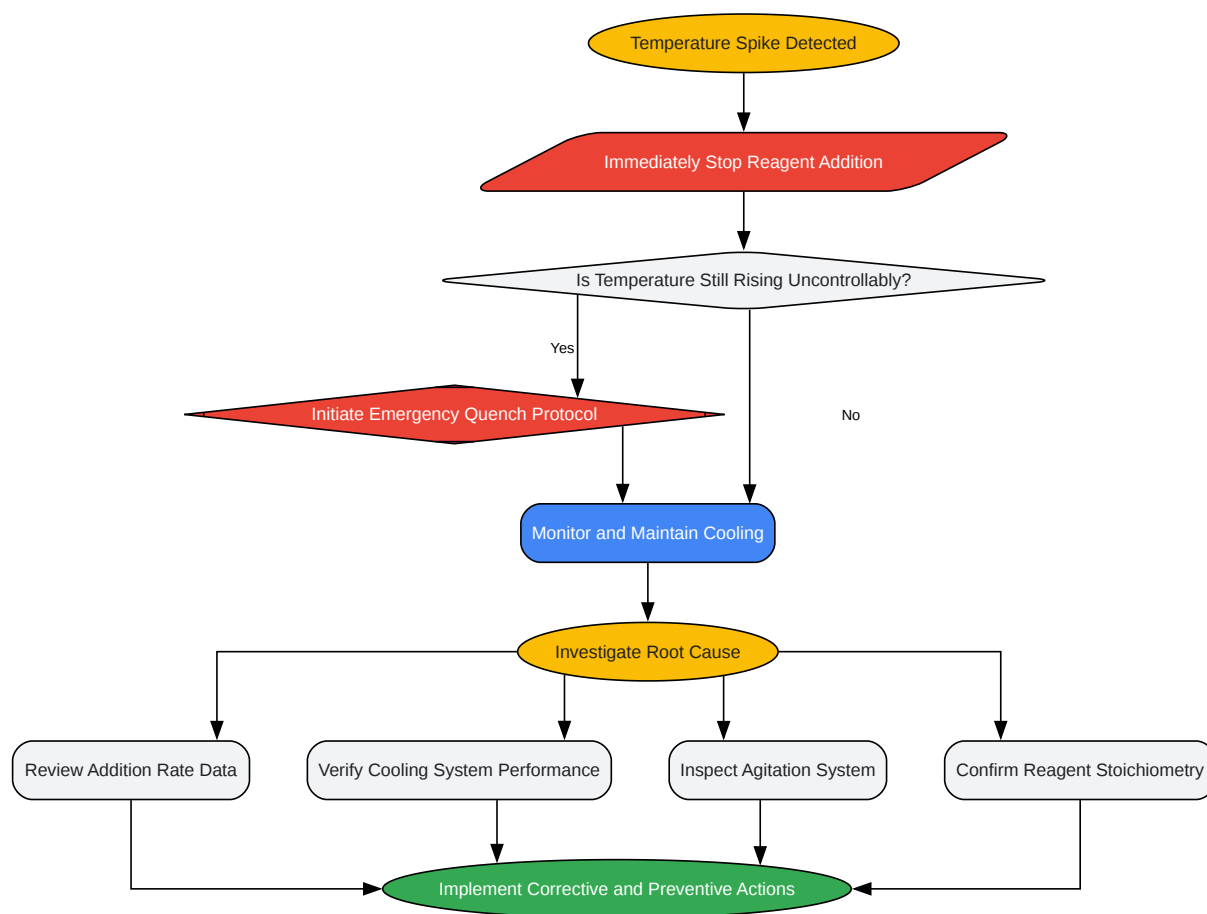 Temperature Spike Detected
Immediately Stop Reagent Addition
Is Temperature Still Rising Uncontrollably?
Yes
Initiate Emergency Quench Protocol
No
Monitor and Maintain Cooling
Investigate Root Cause
Review Addition Rate Data
Verify Cooling System Performance
Inspect Agitation System
Confirm Reagent Stoichiometry
Implement Corrective and Preventive Actions